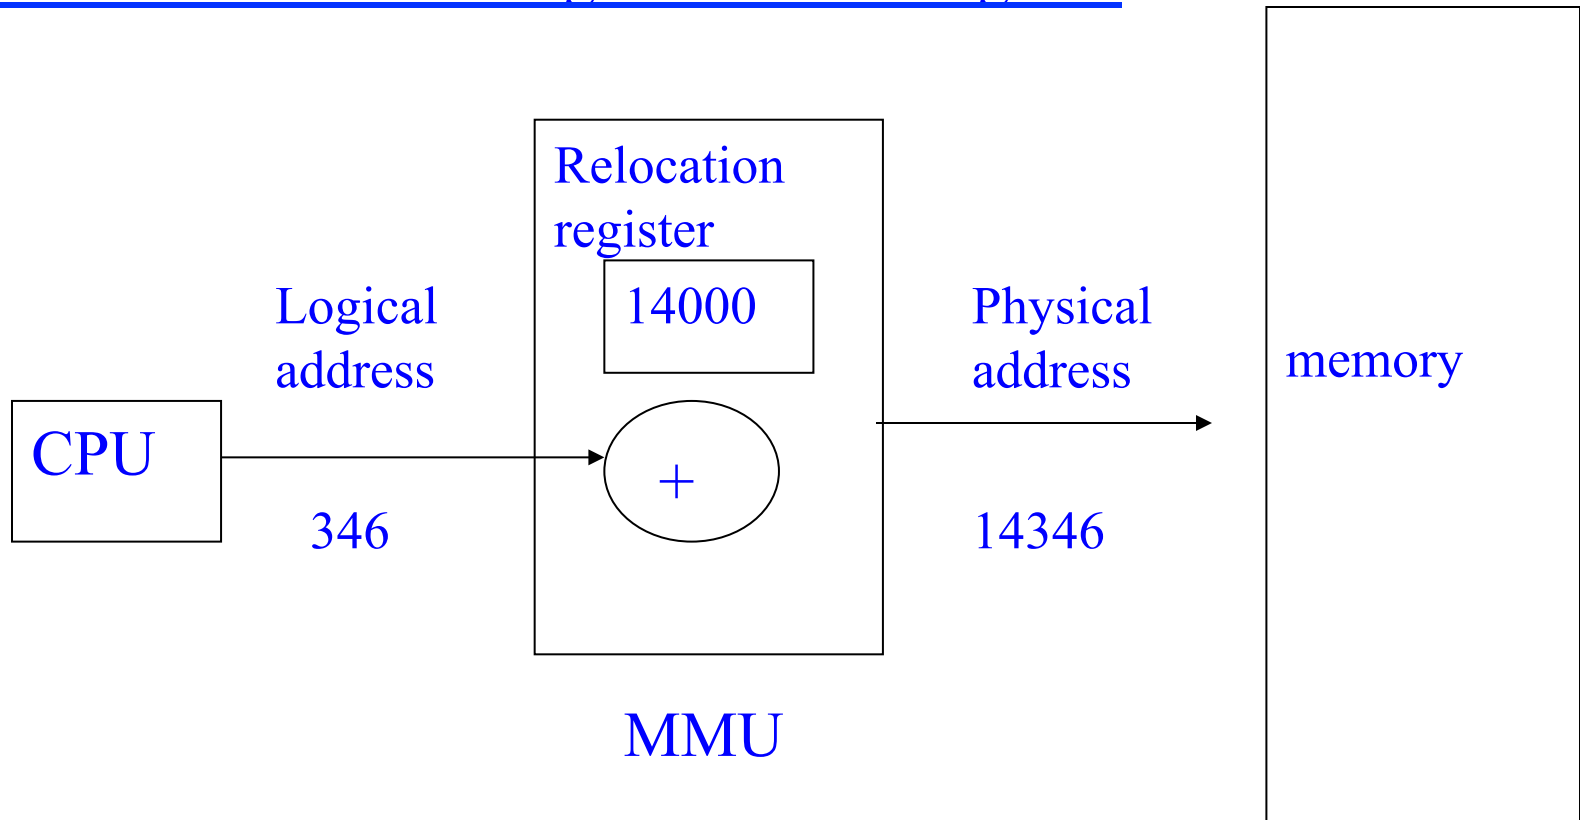 Relocation
register
14000
Logical
address
Physical
address
memory
CPU
+
346
14346
MMU